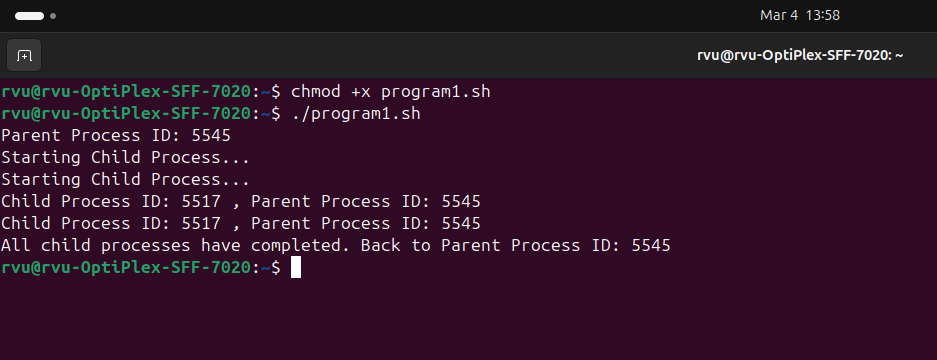 Mar 4 13:58
rvu@rvu-OptiPlex-SFF-7020: ~
rvu@rvu-OptiPlex-SFF-7020:~$ chmod +x program1.sh
rvu@rvu-OptiPlex-SFF-7020:~$ ./program1.sh
Parent Process ID: 5545
Starting Child Process...
Starting Child Process...
Child Process ID: 5517 , Parent Process ID: 5545
Child Process ID: 5517 , Parent Process ID: 5545
All child processes have completed. Back to Parent Process ID: 5545
rvu@rvu-OptiPlex-SFF-7020:~$